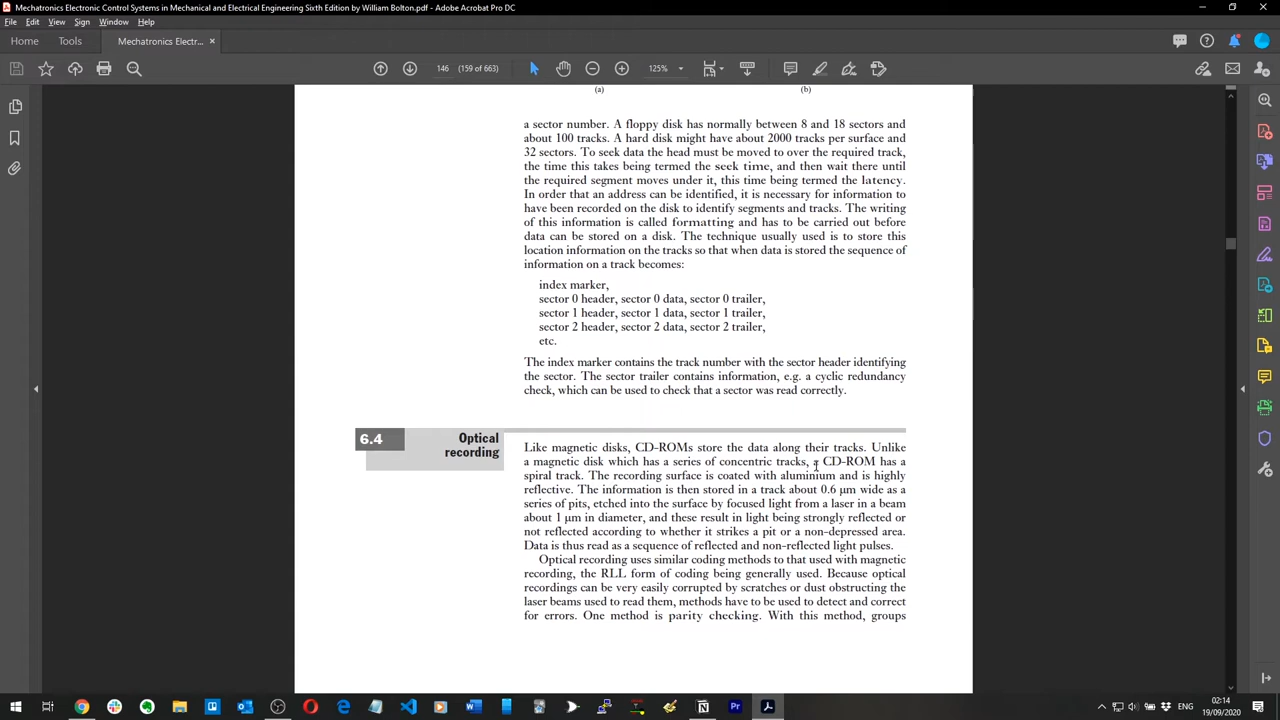 Mechatronics Electronic Control Systems in Mechanical and Electrical Engineering Sixth Edition by William Bolton.pdf - Adobe Acrobat Pro DC
File Edit View Sign Window Help
Home Tools Mechatronics Electr... ×
146 (159 of 663) 125%
(a) (b)
a sector number. A floppy disk has normally between 8 and 18 sectors and
about 100 tracks. A hard disk might have about 2000 tracks per surface and
32 sectors. To seek data the head must be moved to over the required track,
the time this takes being termed the seek time, and then wait there until
the required segment moves under it, this time being termed the latency.
In order that an address can be identified, it is necessary for information to
have been recorded on the disk to identify segments and tracks. The writing
of this information is called formatting and has to be carried out before
data can be stored on a disk. The technique usually used is to store this
location information on the tracks so that when data is stored the sequence of
information on a track becomes:
index marker,
sector 0 header, sector 0 data, sector 0 trailer,
sector 1 header, sector 1 data, sector 1 trailer,
sector 2 header, sector 2 data, sector 2 trailer,
etc.
The index marker contains the track number with the sector header identifying
the sector. The sector trailer contains information, e.g. a cyclic redundancy
check, which can be used to check that a sector was read correctly.
6.4 Optical
recording
Like magnetic disks, CD-ROMs store the data along their tracks. Unlike
a magnetic disk which has a series of concentric tracks, a CD-ROM has a
spiral track. The recording surface is coated with aluminium and is highly
reflective. The information is then stored in a track about 0.6 μm wide as a
series of pits, etched into the surface by focused light from a laser in a beam
about 1 μm in diameter, and these result in light being strongly reflected or
not reflected according to whether it strikes a pit or a non-depressed area.
Data is thus read as a sequence of reflected and non-reflected light pulses.
Optical recording uses similar coding methods to that used with magnetic
recording, the RLL form of coding being generally used. Because optical
recordings can be very easily corrupted by scratches or dust obstructing the
laser beams used to read them, methods have to be used to detect and correct
for errors. One method is parity checking. With this method, groups
02:14
19/09/2020